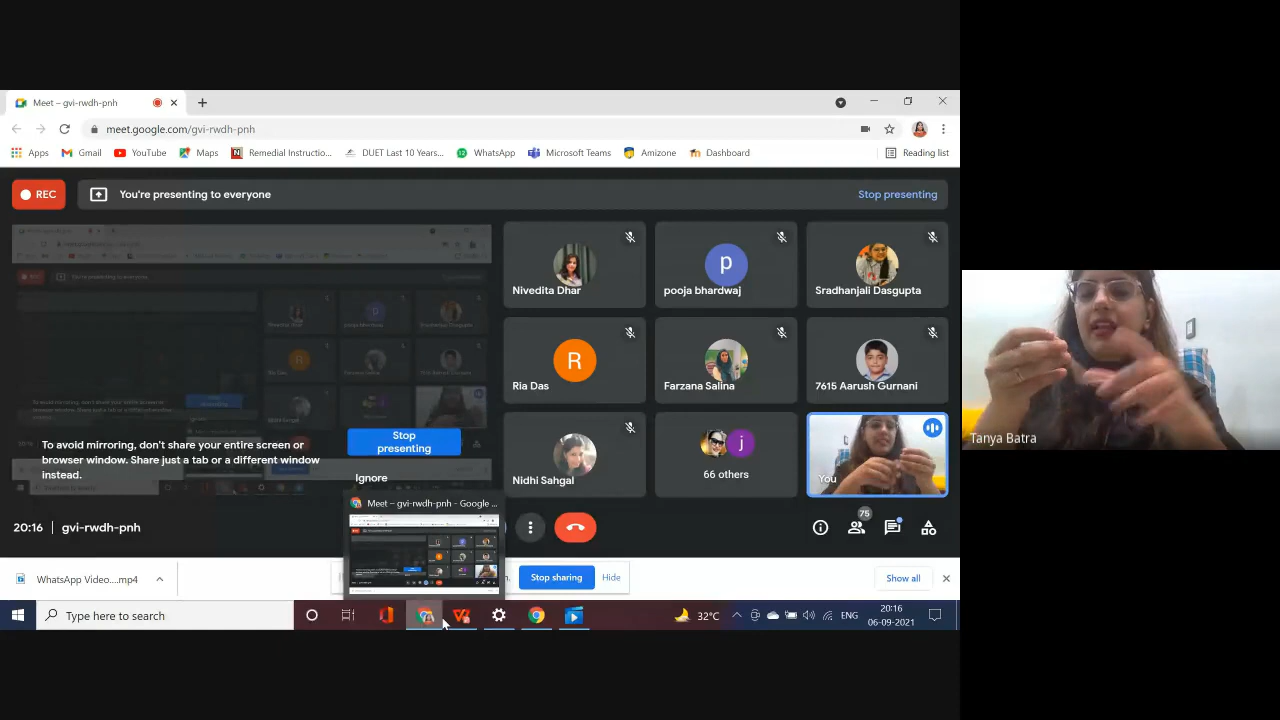 Meet – gvi-rwdh-pnh
meet.google.com/gvi-rwdh-pnh
Apps
Gmail
YouTube
Maps
Remedial Instructio...
DUET Last 10 Years...
WhatsApp
Microsoft Teams
Amizone
Dashboard
Reading list
REC
You're presenting to everyone
Stop presenting
Nivedita Dhar
p
pooja bhardwaj
Sradhanjali Dasgupta
R
Ria Das
Farzana Salina
7615 Aarush Gurnani
Nidhi Sahgal
j
66 others
You
Tanya Batra
To avoid mirroring, don't share your entire screen or
browser window. Share just a tab or a different window
instead.
Stop
presenting
Ignore
Meet – gvi-rwdh-pnh - Google ...
20:16 | gvi-rwdh-pnh
75
WhatsApp Video....mp4
Stop sharing
Hide
Show all
Type here to search
32°C
ENG
20:16
06-09-2021